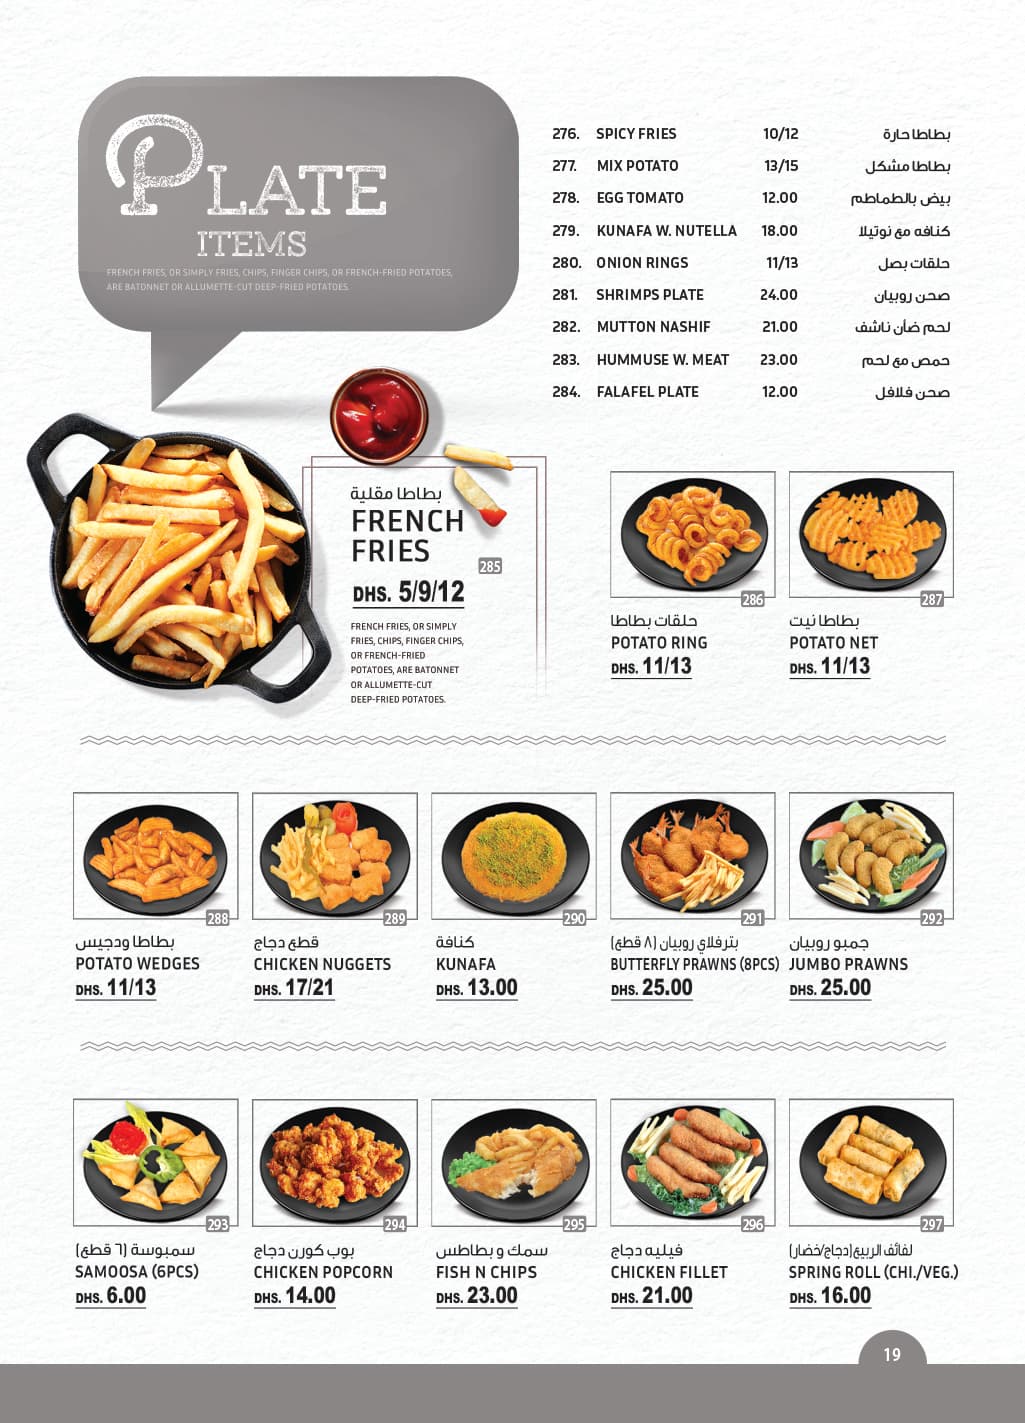 PLATE
ITEMS
FRENCH FRIES, OR SIMPLY FRIES, CHIPS, FINGER CHIPS, OR FRENCH-FRIED POTATOES,
ARE BATONNET OR ALLUMETTE-CUT DEEP-FRIED POTATOES.
276. SPICY FRIES 10/12 بطاطا حارة
277. MIX POTATO 13/15 بطاطا مشكل
278. EGG TOMATO 12.00 بيض بالطماطم
279. KUNAFA W. NUTELLA 18.00 كنافه مع نوتيلا
280. ONION RINGS 11/13 حلقات بصل
281. SHRIMPS PLATE 24.00 صحن روبيان
282. MUTTON NASHIF 21.00 لحم ضأن ناشف
283. HUMMUSE W. MEAT 23.00 حمص مع لحم
284. FALAFEL PLATE 12.00 صحن فلافل
بطاطا مقلية
FRENCH
FRIES
285
DHS. 5/9/12
FRENCH FRIES, OR SIMPLY
FRIES, CHIPS, FINGER CHIPS,
OR FRENCH-FRIED
POTATOES, ARE BATONNET
OR ALLUMETTE-CUT
DEEP-FRIED POTATOES.
286
حلقات بطاطا
POTATO RING
DHS. 11/13
287
بطاطا نيت
POTATO NET
DHS. 11/13
288
بطاطا ودجيس
POTATO WEDGES
DHS. 11/13
289
قطع دجاج
CHICKEN NUGGETS
DHS. 17/21
290
كنافة
KUNAFA
DHS. 13.00
291
بترفلاي روبيان (٨ قطع)
BUTTERFLY PRAWNS (8PCS)
DHS. 25.00
292
جمبو روبيان
JUMBO PRAWNS
DHS. 25.00
293
سمبوسة (٦ قطع)
SAMOOSA (6PCS)
DHS. 6.00
294
بوب كورن دجاج
CHICKEN POPCORN
DHS. 14.00
295
سمك و بطاطس
FISH N CHIPS
DHS. 23.00
296
فيليه دجاج
CHICKEN FILLET
DHS. 21.00
297
لفائف الربيع(دجاج/خضار)
SPRING ROLL (CHI./VEG.)
DHS. 16.00
19